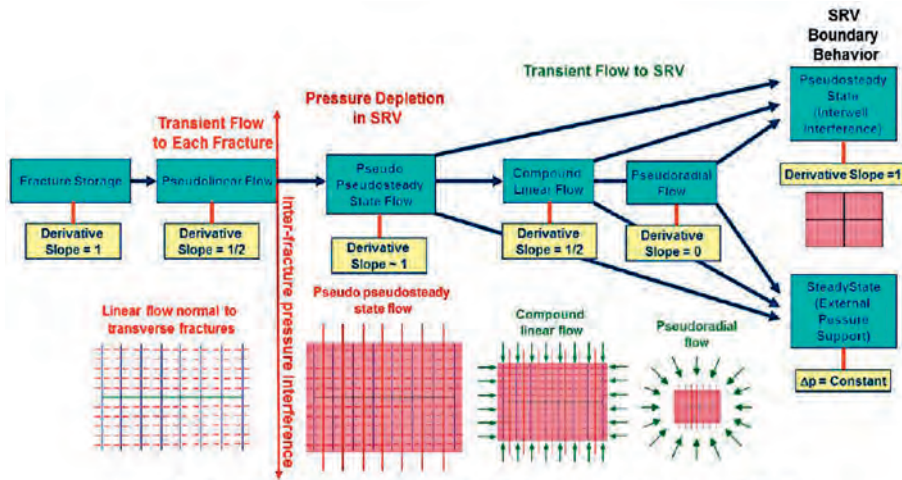 SRV
Boundary
Behavior
Transient Flow to SRV
Pressure Depletion
in SRV
Transient Flow
to Each Fracture
Pseudosteady
State
(Interwell
Interference)
Fracture Storage
Pseudolinear Flow
Pseudo
Pseudosteady
State Flow
Compound
Linear Flow
Pseudoradial
Flow
Derivative Slope =1
Derivative
Slope = 1
Derivative
Slope = 1/2
Derivative
Slope ~ 1
Derivative
Slope = 1/2
Derivative
Slope = 0
Inter-fracture pressure interference
SteadyState
(External
Pressure
Support)
Δp = Constant
Linear flow normal to
transverse fractures
Pseudo pseudosteady
state flow
Compound
linear flow
Pseudoradial
flow